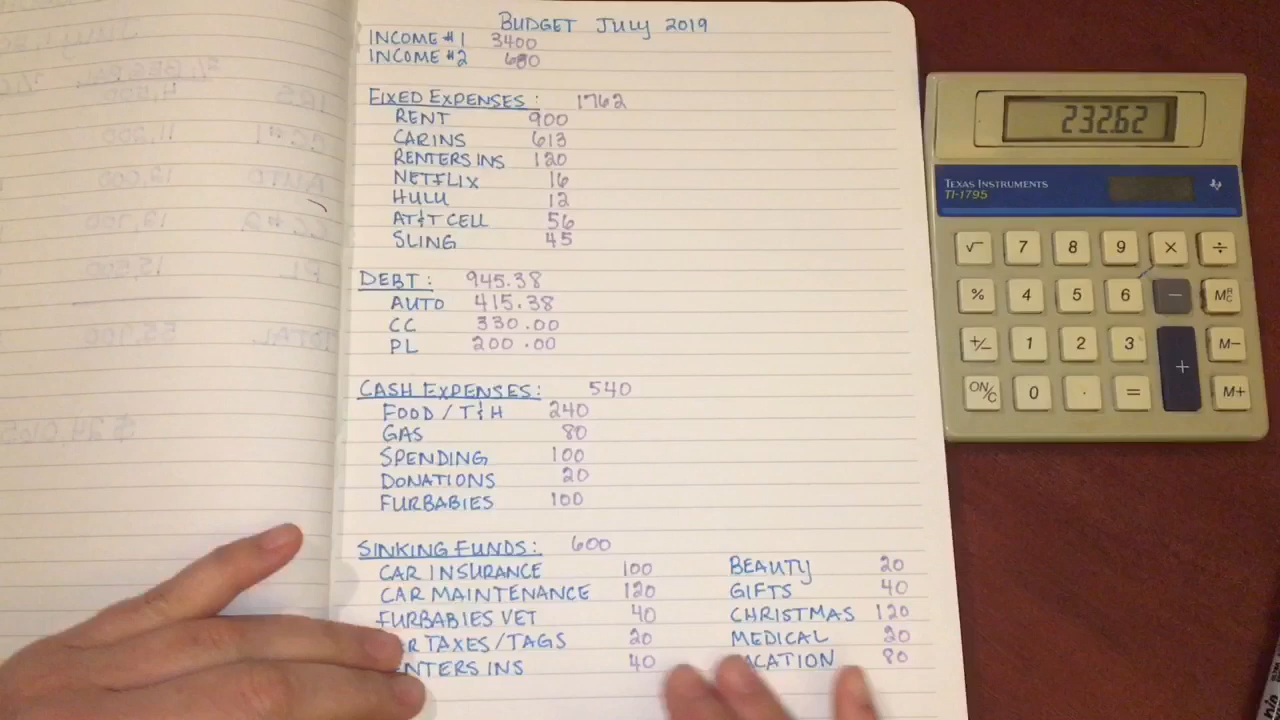 BUDGET JULY 2019
INCOME #1 3400
INCOME #2 680
FIXED EXPENSES: 1762
RENT 900
CAR INS 613
RENTERS INS 120
NETFLIX 16
HULU 12
AT&T CELL 56
SLING 45
DEBT: 945.38
AUTO 415.38
CC 330.00
PL 200.00
CASH EXPENSES: 540
FOOD / T&H 240
GAS 80
SPENDING 100
DONATIONS 20
FURBABIES 100
SINKING FUNDS: 600
CAR INSURANCE 100
CAR MAINTENANCE 120
FURBABIES VET 40
R TAXES/TAGS 20
ENTERS INS 40
BEAUTY 20
GIFTS 40
CHRISTMAS 120
MEDICAL 20
ACATION 80
232.62
TEXAS INSTRUMENTS
TI-1795
√ 7 8 9 × ÷
% 4 5 6 − MRC
+/− 1 2 3 + M−
ON/C 0 . = M+